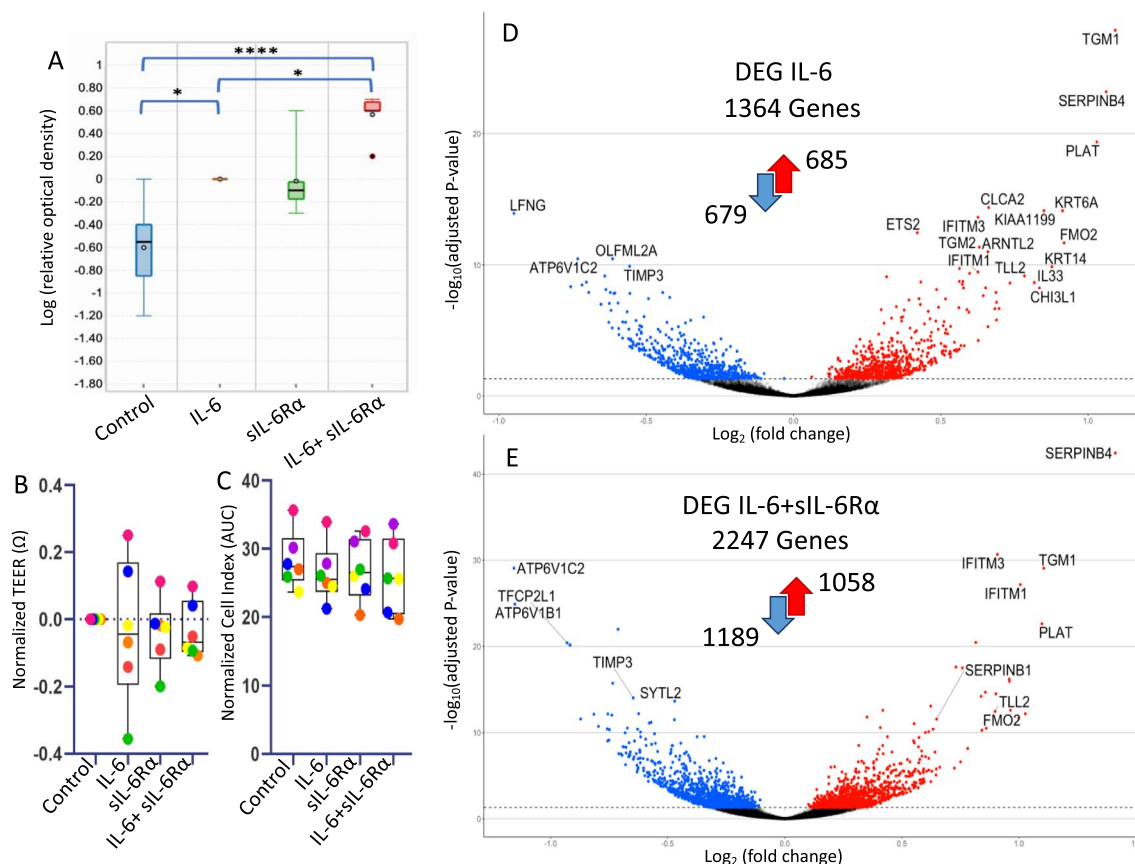 A
Log (relative optical density)
1
0.80
0.60
0.40
0.20
0
-0.20
-0.40
-0.60
-0.80
-1
-1.20
-1.40
-1.60
-1.80
****
*
*
Control
IL-6
sIL-6Rα
IL-6+ sIL-6Rα
B
Normalized TEER (Ω)
0.4
0.2
0.0
-0.2
-0.4
Control
IL-6
sIL-6Rα
IL-6+ sIL-6Rα
C
Normalized Cell Index (AUC)
40
30
20
10
0
Control
IL-6
sIL-6Rα
IL-6+sIL-6Rα
D
DEG IL-6
1364 Genes
685
679
-log10(adjusted P-value)
20
10
0
TGM1
SERPINB4
PLAT
LFNG
CLCA2
KRT6A
KIAA1199
ETS2
IFITM3
FMO2
TGM2
ARNTL2
OLFML2A
IFITM1
KRT14
ATP6V1C2
TIMP3
TLL2
IL33
CHI3L1
-1.0
-0.5
0.0
0.5
1.0
Log2 (fold change)
E
DEG IL-6+sIL-6Rα
2247 Genes
1058
1189
-log10(adjusted P-value)
40
30
20
10
0
SERPINB4
IFITM3
TGM1
ATP6V1C2
IFITM1
TFCP2L1
ATP6V1B1
PLAT
TIMP3
SERPINB1
SYTL2
TLL2
FMO2
-1.0
-0.5
0.0
0.5
1.0
Log2 (fold change)